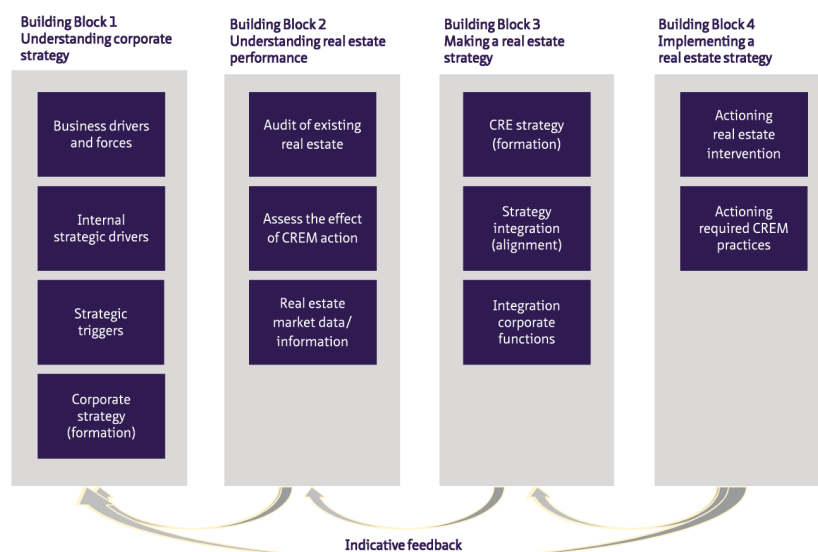 Building Block 1
Understanding corporate
strategy
Business drivers
and forces
Internal
strategic drivers
Strategic
triggers
Corporate
strategy
(formation)
Building Block 2
Understanding real estate
performance
Audit of existing
real estate
Assess the effect
of CREM action
Real estate
market data/
information
Building Block 3
Making a real estate
strategy
CRE strategy
(formation)
Strategy
integration
(alignment)
Integration
corporate
functions
Building Block 4
Implementing a
real estate strategy
Actioning
real estate
intervention
Actioning
required CREM
practices
Indicative feedback